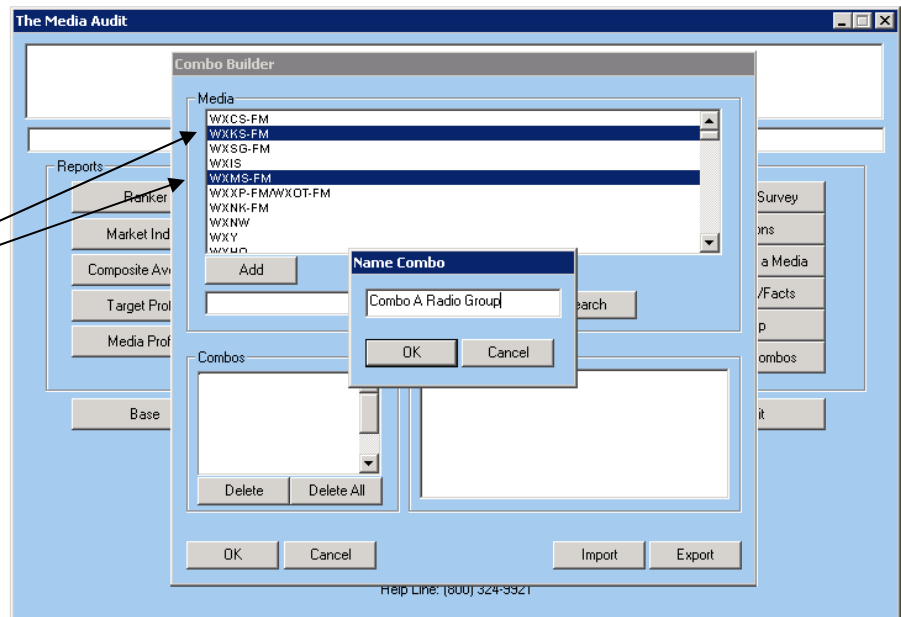 The Media Audit
Combo Builder
Media
WXCS-FM
WXKS-FM
WXSG-FM
WXIS
WXMS-FM
WXXP-FM/WXOT-FM
WXNK-FM
WXNW
WXY
Add
Name Combo
Combo A Radio Group
OK
Cancel
Combos
Delete
Delete All
OK
Cancel
Import
Export
Reports
Ranker
Market Ind
Composite Av
Target Prof
Media Prof
Base
Survey
ons
a Media
/Facts
p
ombos
it
earch
Help Line: (800) 324-9921